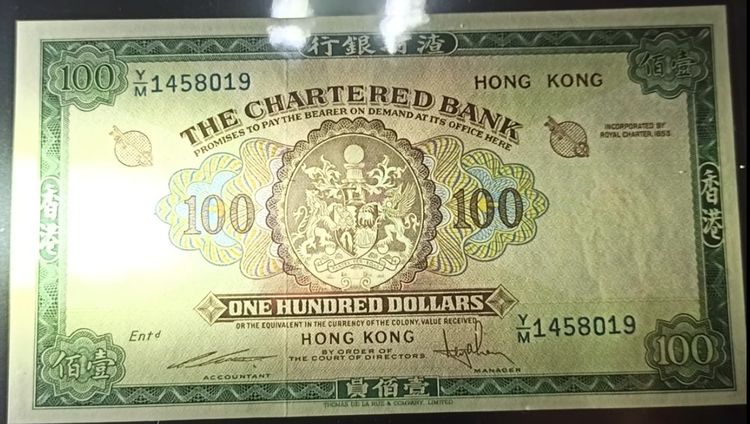 行銀打渣
100
Y/M 1458019
HONG KONG
佰壹
THE CHARTERED BANK
PROMISES TO PAY THE BEARER ON DEMAND AT ITS OFFICE HERE
INCORPORATED BY
ROYAL CHARTER, 1853
香港
100
100
香港
ONE HUNDRED DOLLARS
OR THE EQUIVALENT IN THE CURRENCY OF THE COLONY, VALUE RECEIVED
Y/M 1458019
Entd
HONG KONG
BY ORDER OF
THE COURT OF DIRECTORS
ACCOUNTANT
MANAGER
佰壹
員佰壹
100
THOMAS DE LA RUE & COMPANY, LIMITED